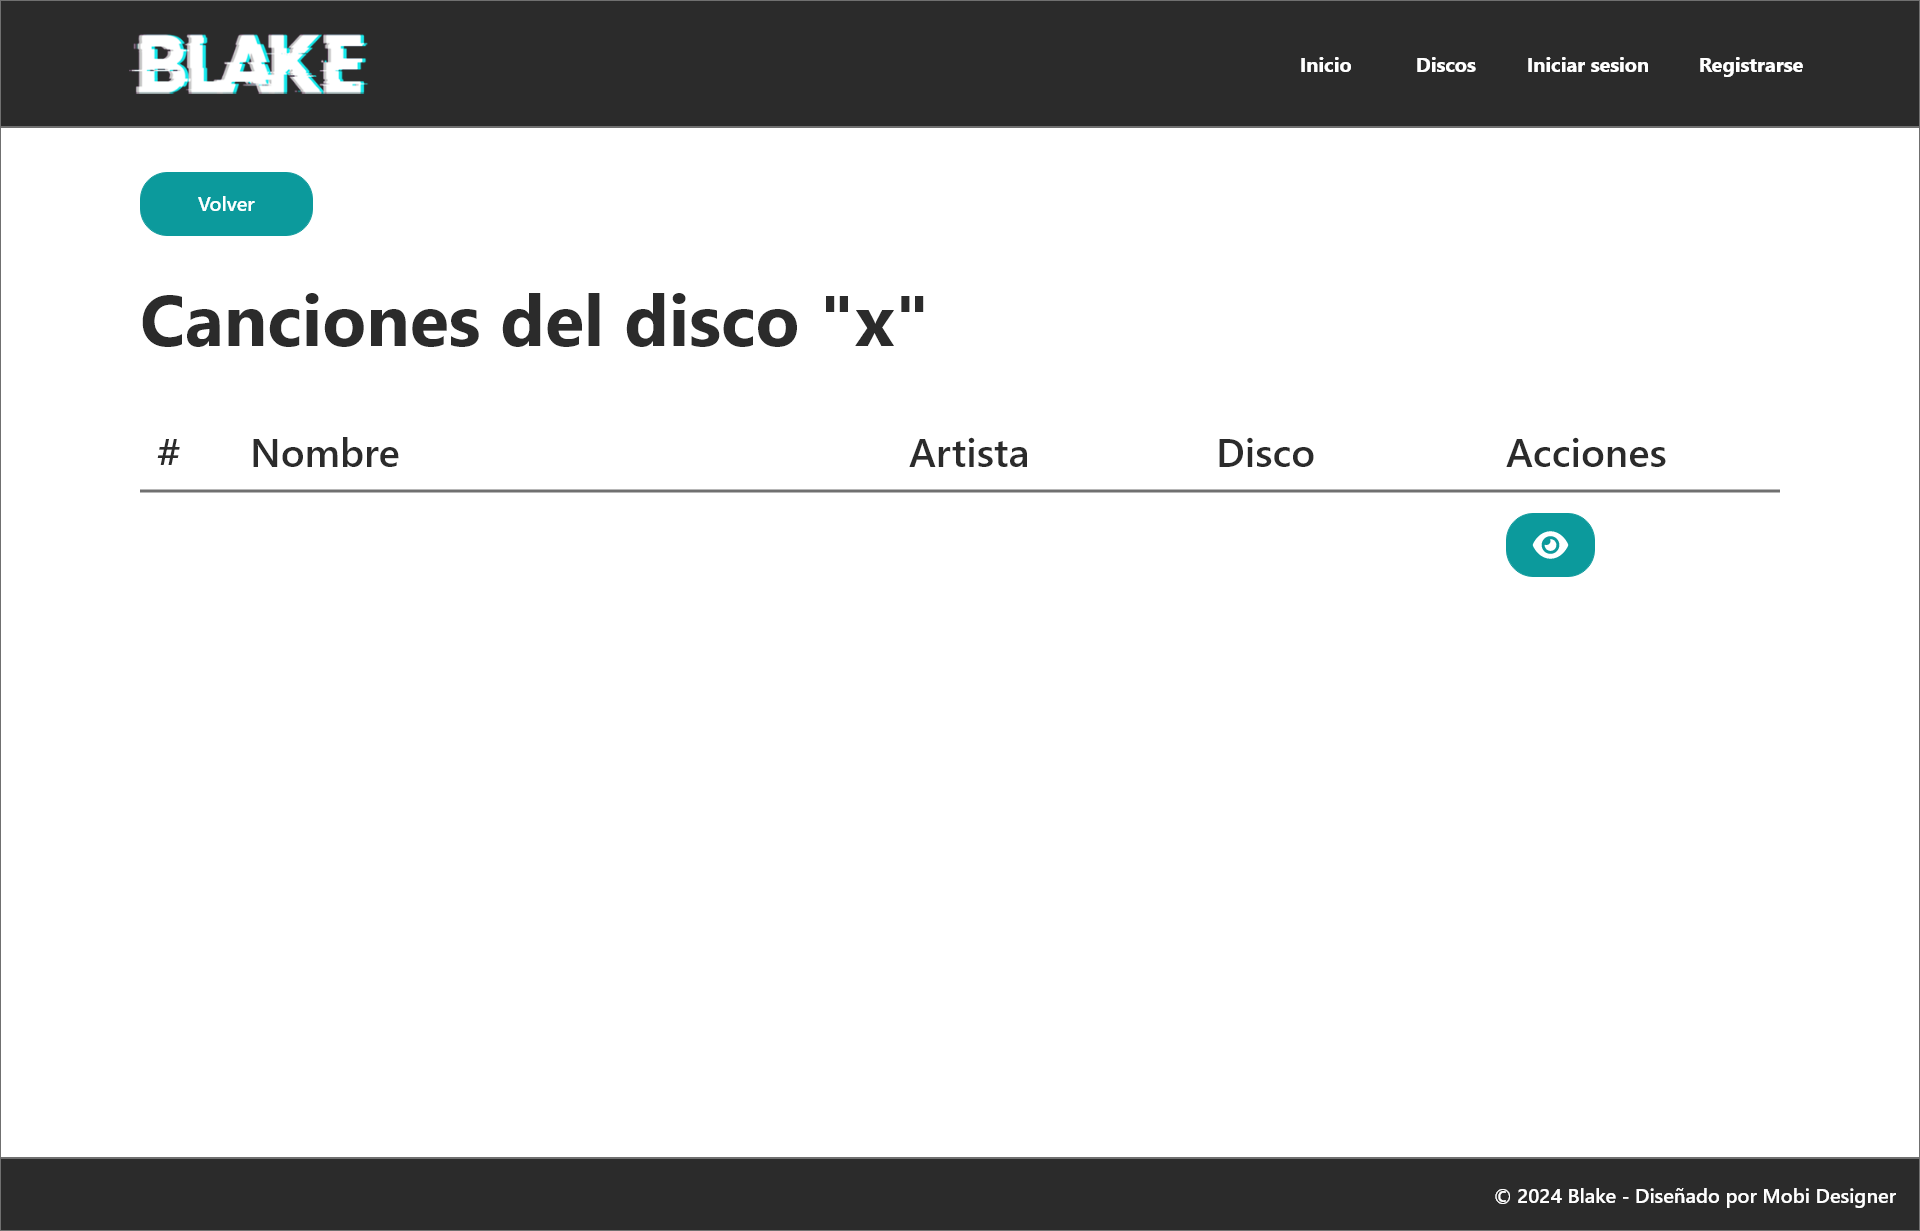 BLAKE
Inicio Discos Iniciar sesion Registrarse
Volver
Canciones del disco "x"
# Nombre Artista Disco Acciones
© 2024 Blake - Diseñado por Mobi Designer